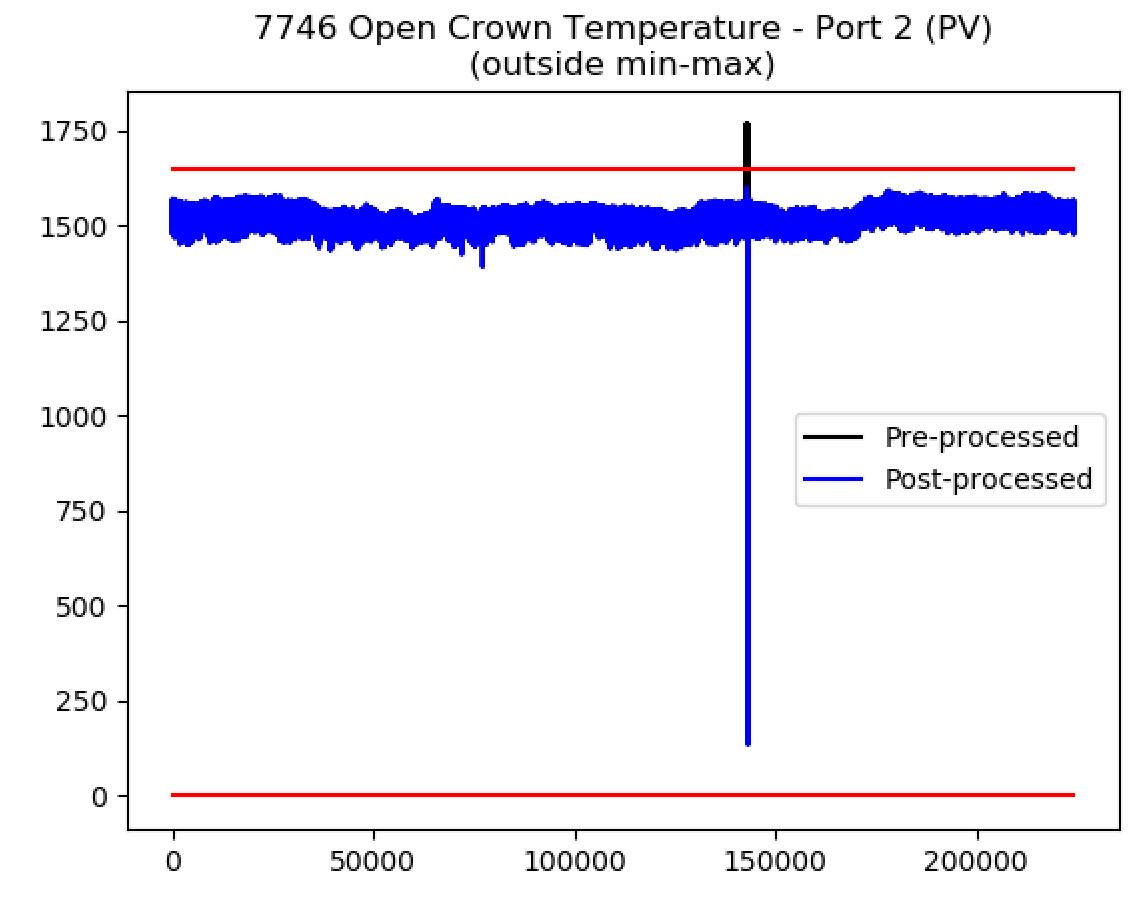 7746 Open Crown Temperature - Port 2 (PV)
(outside min-max)
1750
1500
1250
1000
750
500
250
0
Pre-processed
Post-processed
0 50000 100000 150000 200000